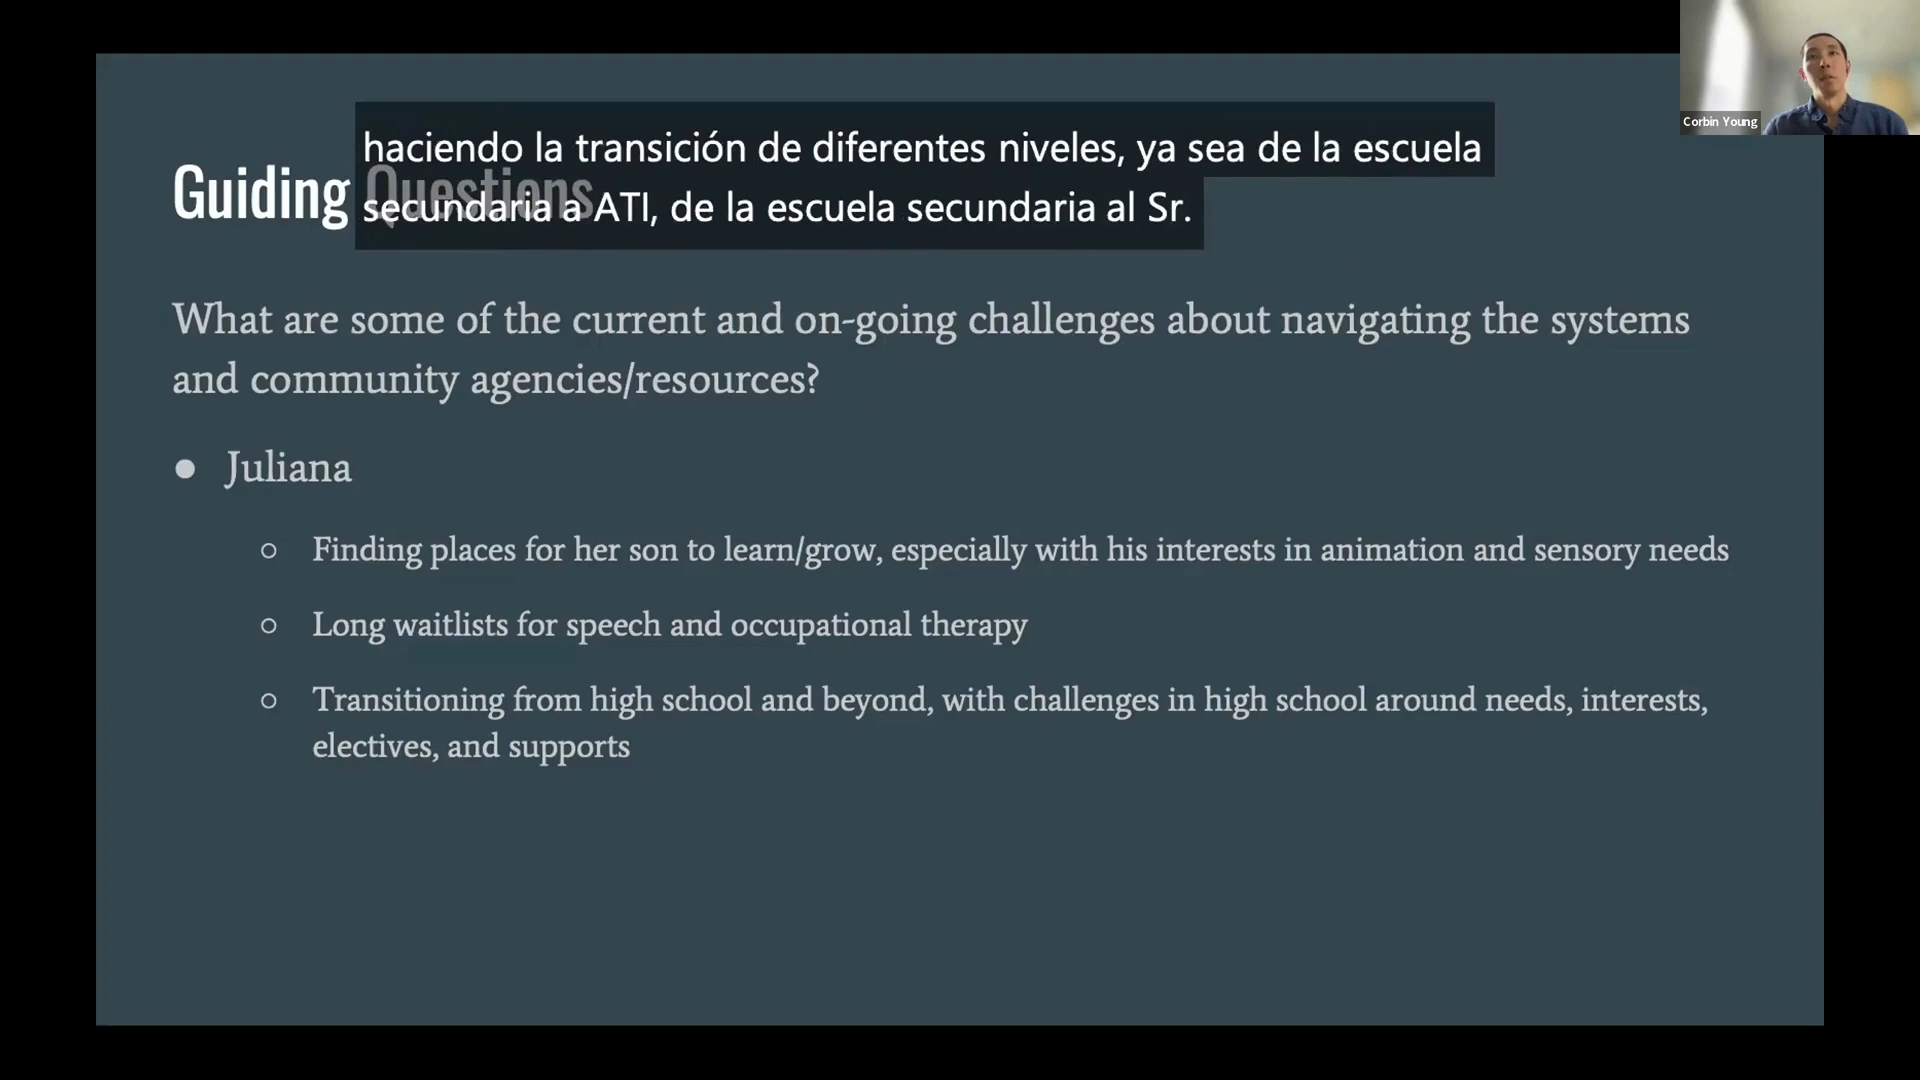 Corbin Young
haciendo la transición de diferentes niveles, ya sea de la escuela
secundaria a ATI, de la escuela secundaria al Sr.
Guiding Questions
What are some of the current and on-going challenges about navigating the systems
and community agencies/resources?
● Juliana
○ Finding places for her son to learn/grow, especially with his interests in animation and sensory needs
○ Long waitlists for speech and occupational therapy
○ Transitioning from high school and beyond, with challenges in high school around needs, interests,
electives, and supports